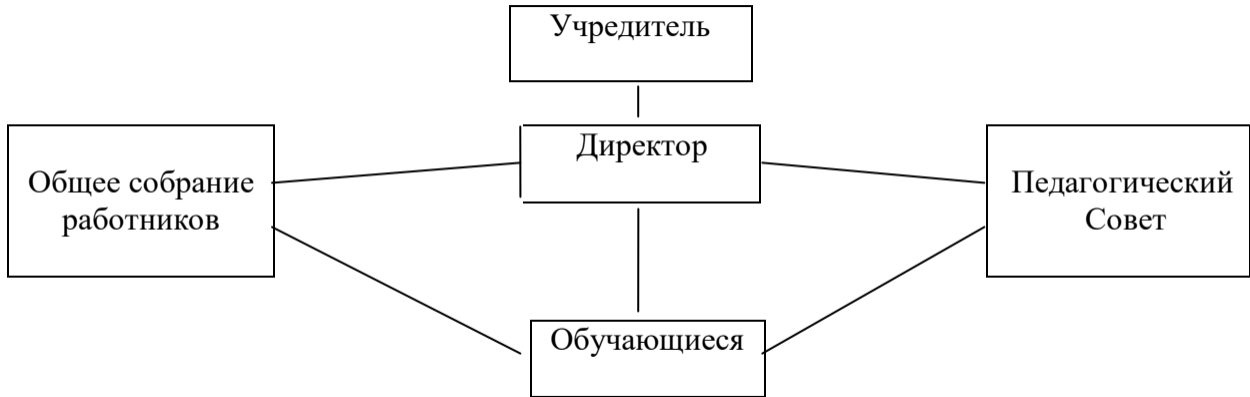 Учредитель
Директор
Общее собрание
работников
Педагогический
Совет
Обучающиеся